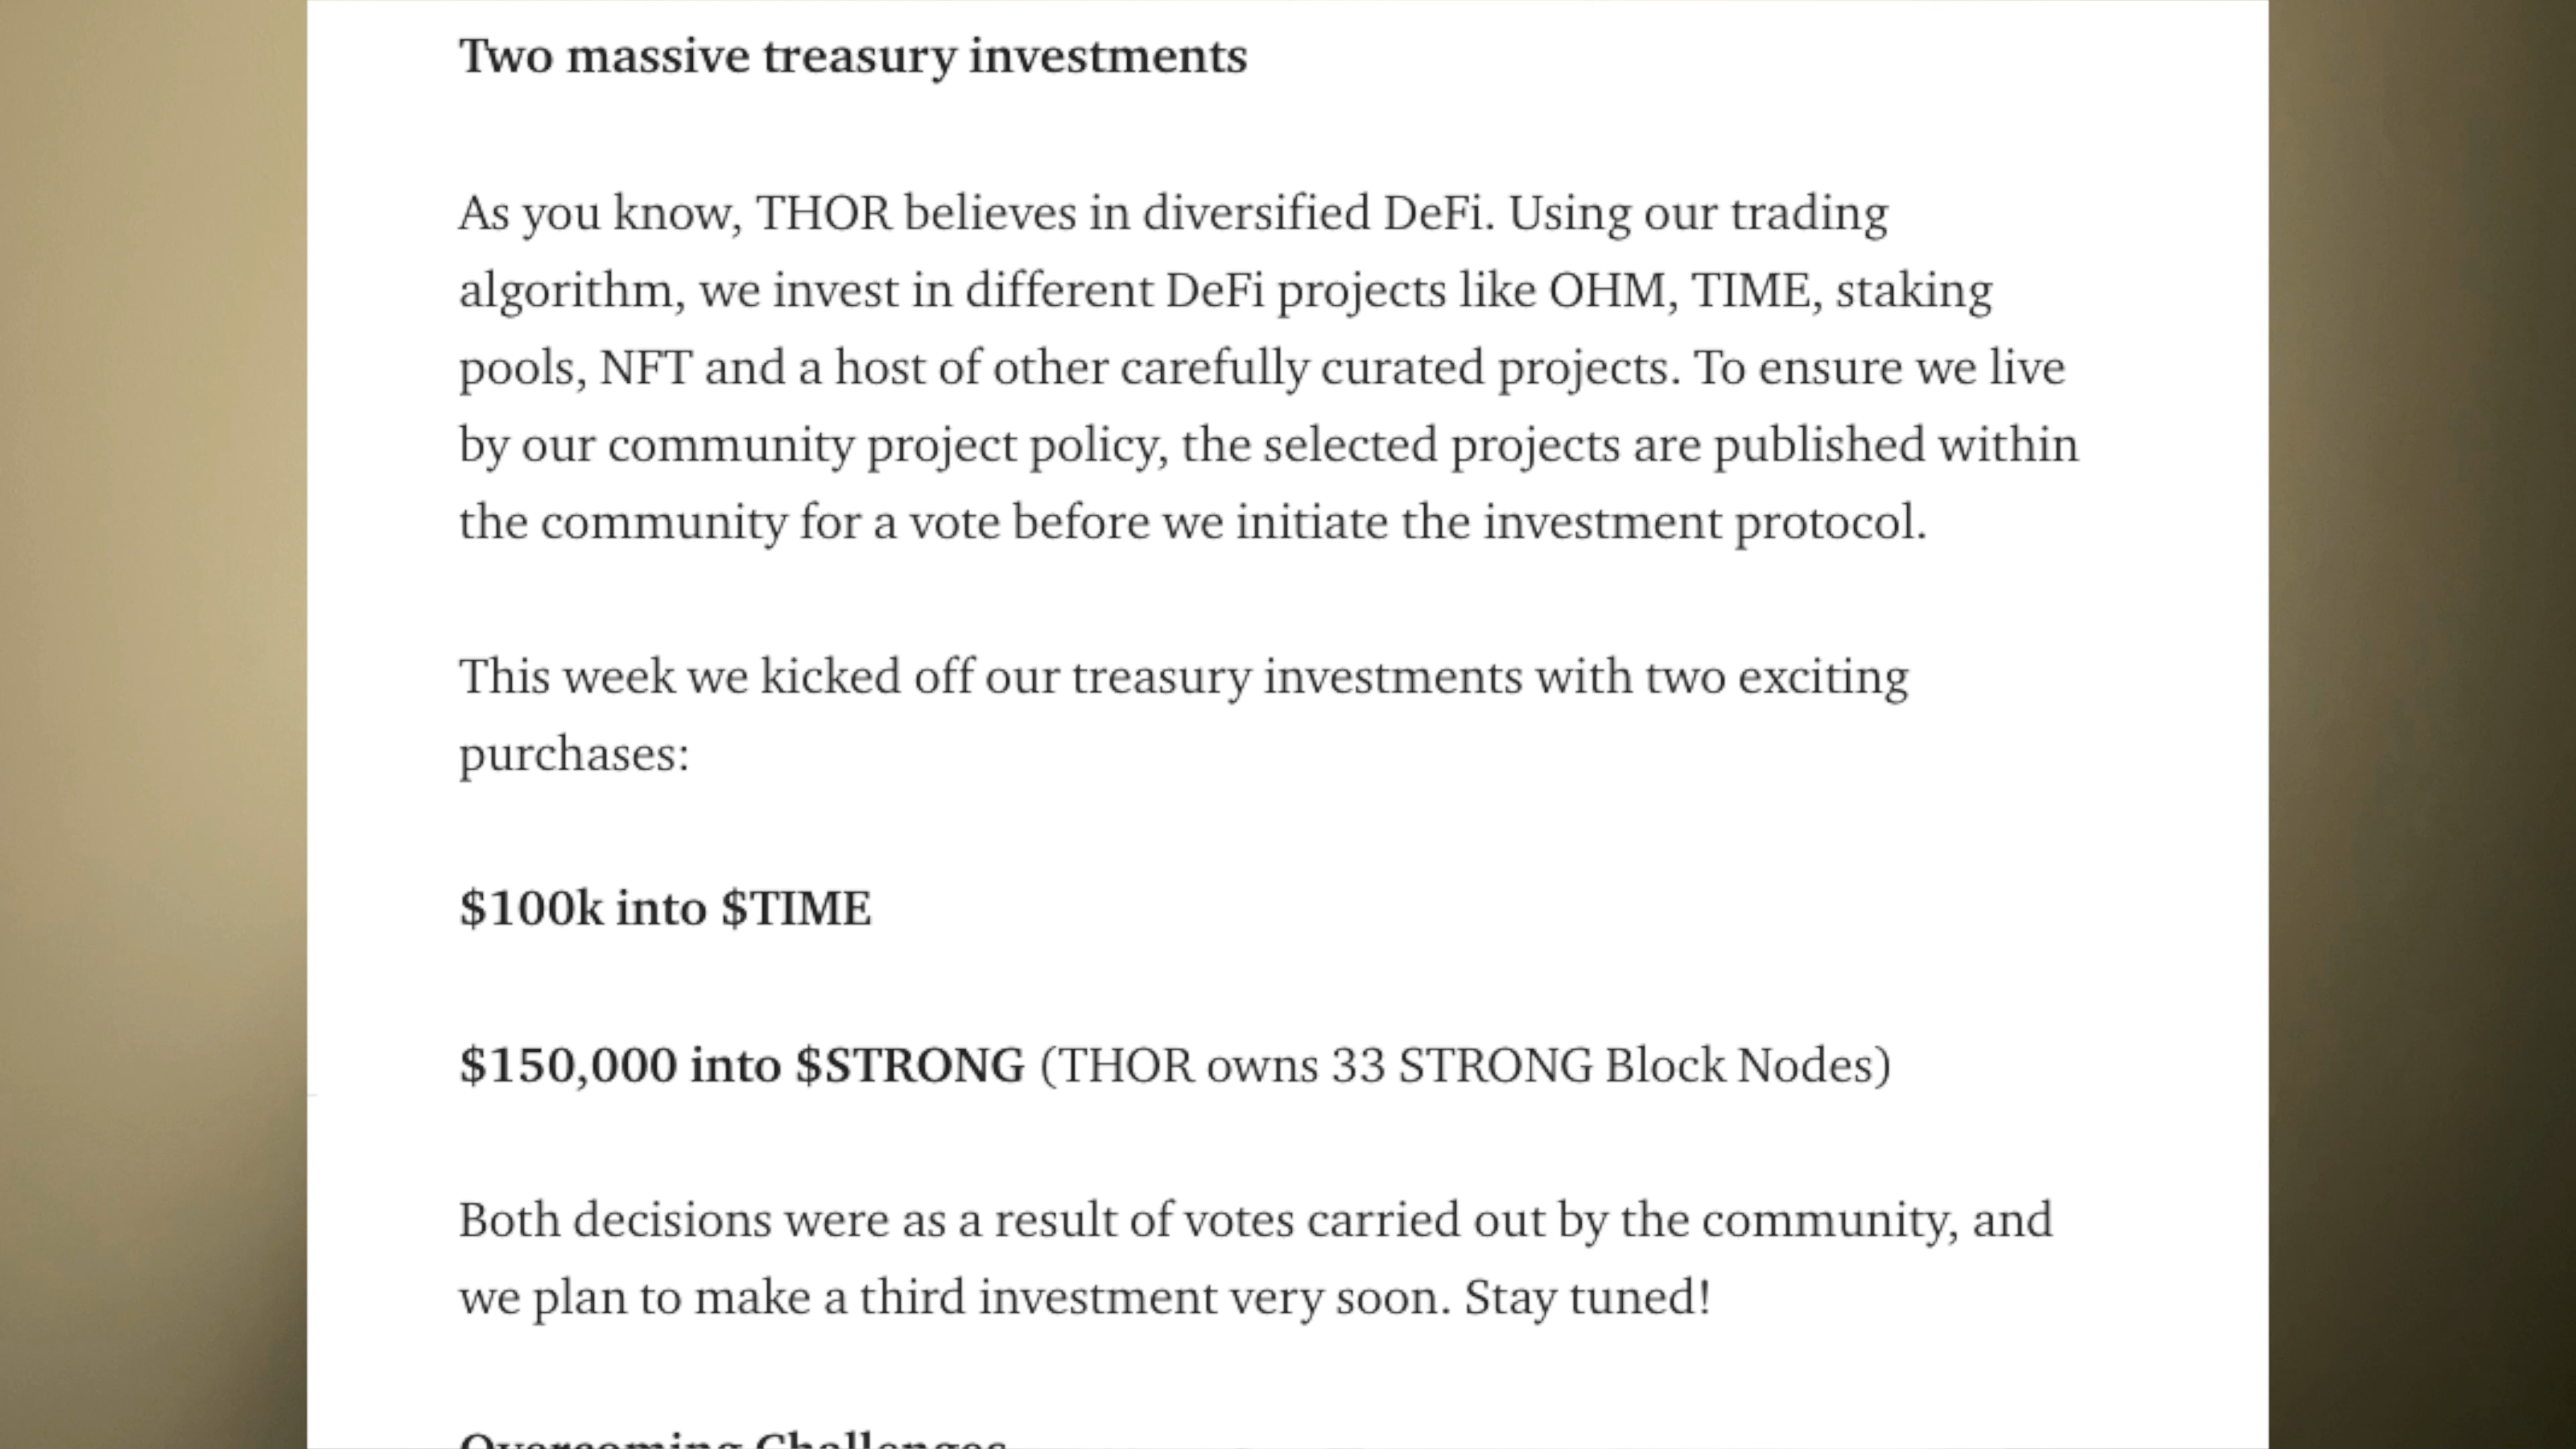 Two massive treasury investments
As you know, THOR believes in diversified DeFi. Using our trading
algorithm, we invest in different DeFi projects like OHM, TIME, staking
pools, NFT and a host of other carefully curated projects. To ensure we live
by our community project policy, the selected projects are published within
the community for a vote before we initiate the investment protocol.
This week we kicked off our treasury investments with two exciting
purchases:
$100k into $TIME
$150,000 into $STRONG (THOR owns 33 STRONG Block Nodes)
Both decisions were as a result of votes carried out by the community, and
we plan to make a third investment very soon. Stay tuned!
Overcoming Challenges